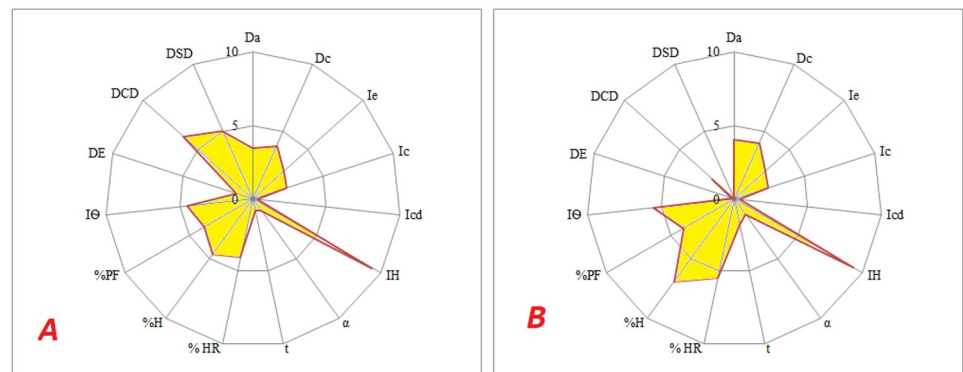 Da
10
DSD
Dc
DCD
Ie
5
DE
Ic
0
IΘ
Icd
%PF
IH
%H
α
% HR
t
A
Da
10
DSD
Dc
DCD
Ie
5
DE
Ic
0
IΘ
Icd
%PF
IH
%H
α
% HR
t
B